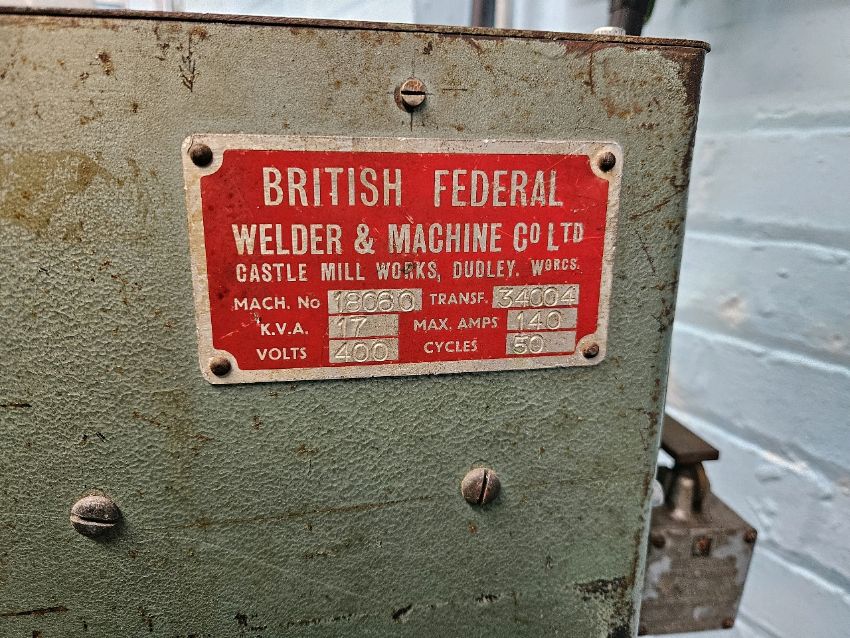 BRITISH FEDERAL
WELDER & MACHINE CO LTD
CASTLE MILL WORKS, DUDLEY. WORCS.
MACH. No 18060 TRANSF. 34004
K.V.A. 17 MAX. AMPS 140
VOLTS 400 CYCLES 50